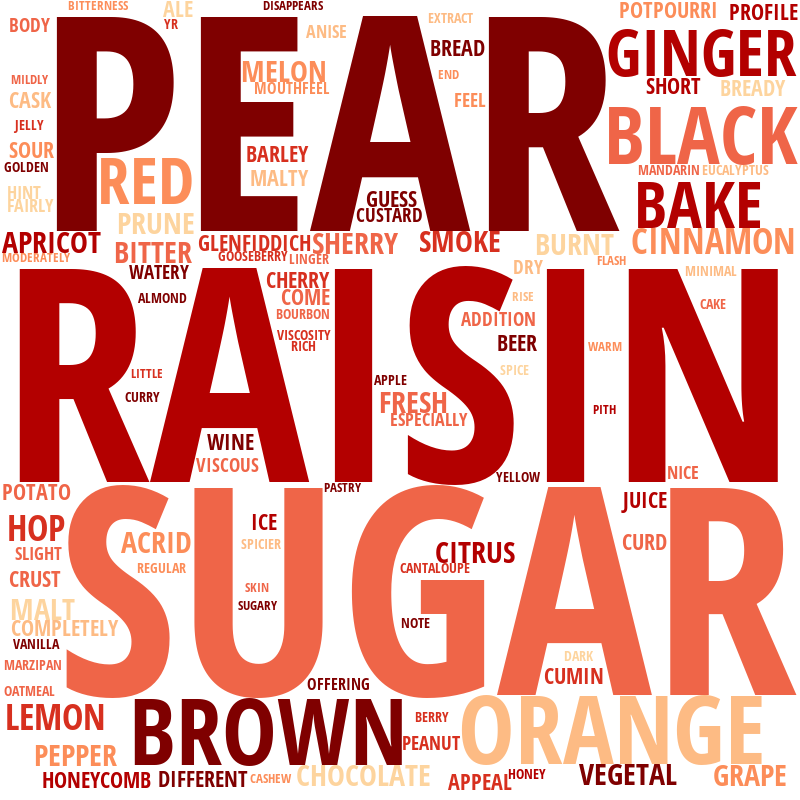 BITTERNESS
ALE
DISAPPEARS
POTPOURRI
PROFILE
BODY
YR
ANISE
EXTRACT
PEAR
BREAD
GINGER
MELON
END
MILDLY
MOUTHFEEL
SHORT
BREADY
CASK
FEEL
JELLY
BLACK
SOUR
BARLEY
GOLDEN
RED
MALTY
MANDARIN
EUCALYPTUS
HINT
FAIRLY
GUESS
CUSTARD
BAKE
PRUNE
APRICOT
BITTER
GLENFIDDICH
SHERRY
SMOKE
BURNT
CINNAMON
MODERATELY
GOOSEBERRY
LINGER
FLASH
WATERY
CHERRY
DRY
MINIMAL
ALMOND
COME
RISE
CAKE
BOURBON
ADDITION
RAISIN
VISCOSITY
RICH
BEER
WARM
LITTLE
APPLE
SPICE
CURRY
FRESH
PITH
ESPECIALLY
WINE
VISCOUS
YELLOW
NICE
POTATO
PASTRY
JUICE
HOP
ICE
SLIGHT
ACRID
SPICIER
CITRUS
CURD
CRUST
REGULAR
CANTALOUPE
SUGAR
SKIN
MALT
SUGARY
COMPLETELY
NOTE
VANILLA
DARK
MARZIPAN
CUMIN
OATMEAL
OFFERING
LEMON
BROWN
BERRY
ORANGE
PEPPER
PEANUT
HONEYCOMB
DIFFERENT
CASHEW
CHOCOLATE
APPEAL
HONEY
VEGETAL
GRAPE